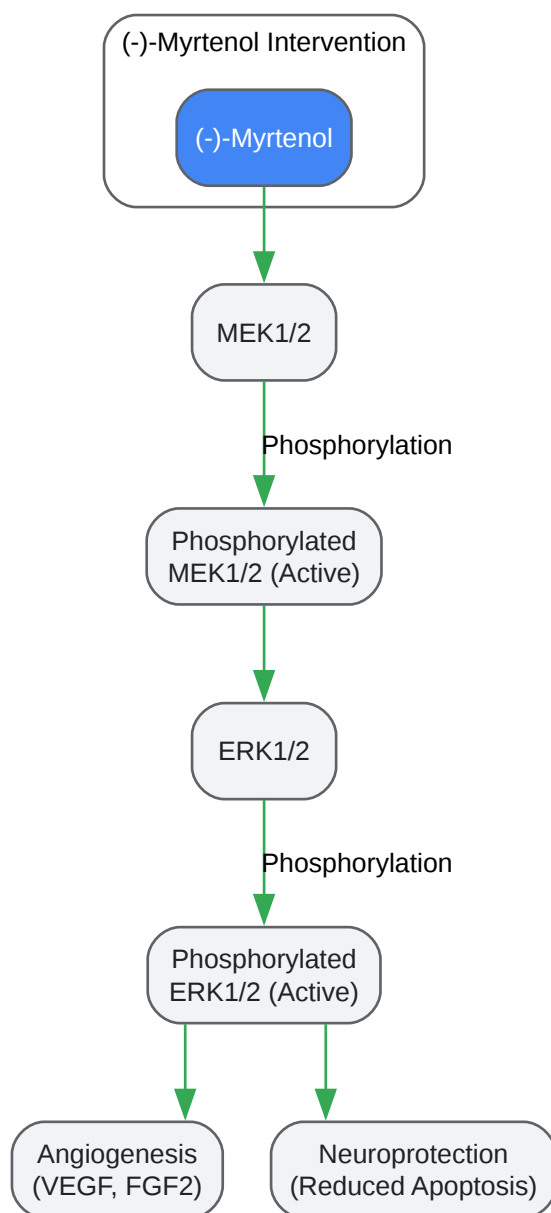 (-)-Myrtenol Intervention
(-)-Myrtenol
MEK1/2
Phosphorylation
Phosphorylated
MEK1/2 (Active)
ERK1/2
Phosphorylation
Phosphorylated
ERK1/2 (Active)
Angiogenesis
(VEGF, FGF2)
Neuroprotection
(Reduced Apoptosis)